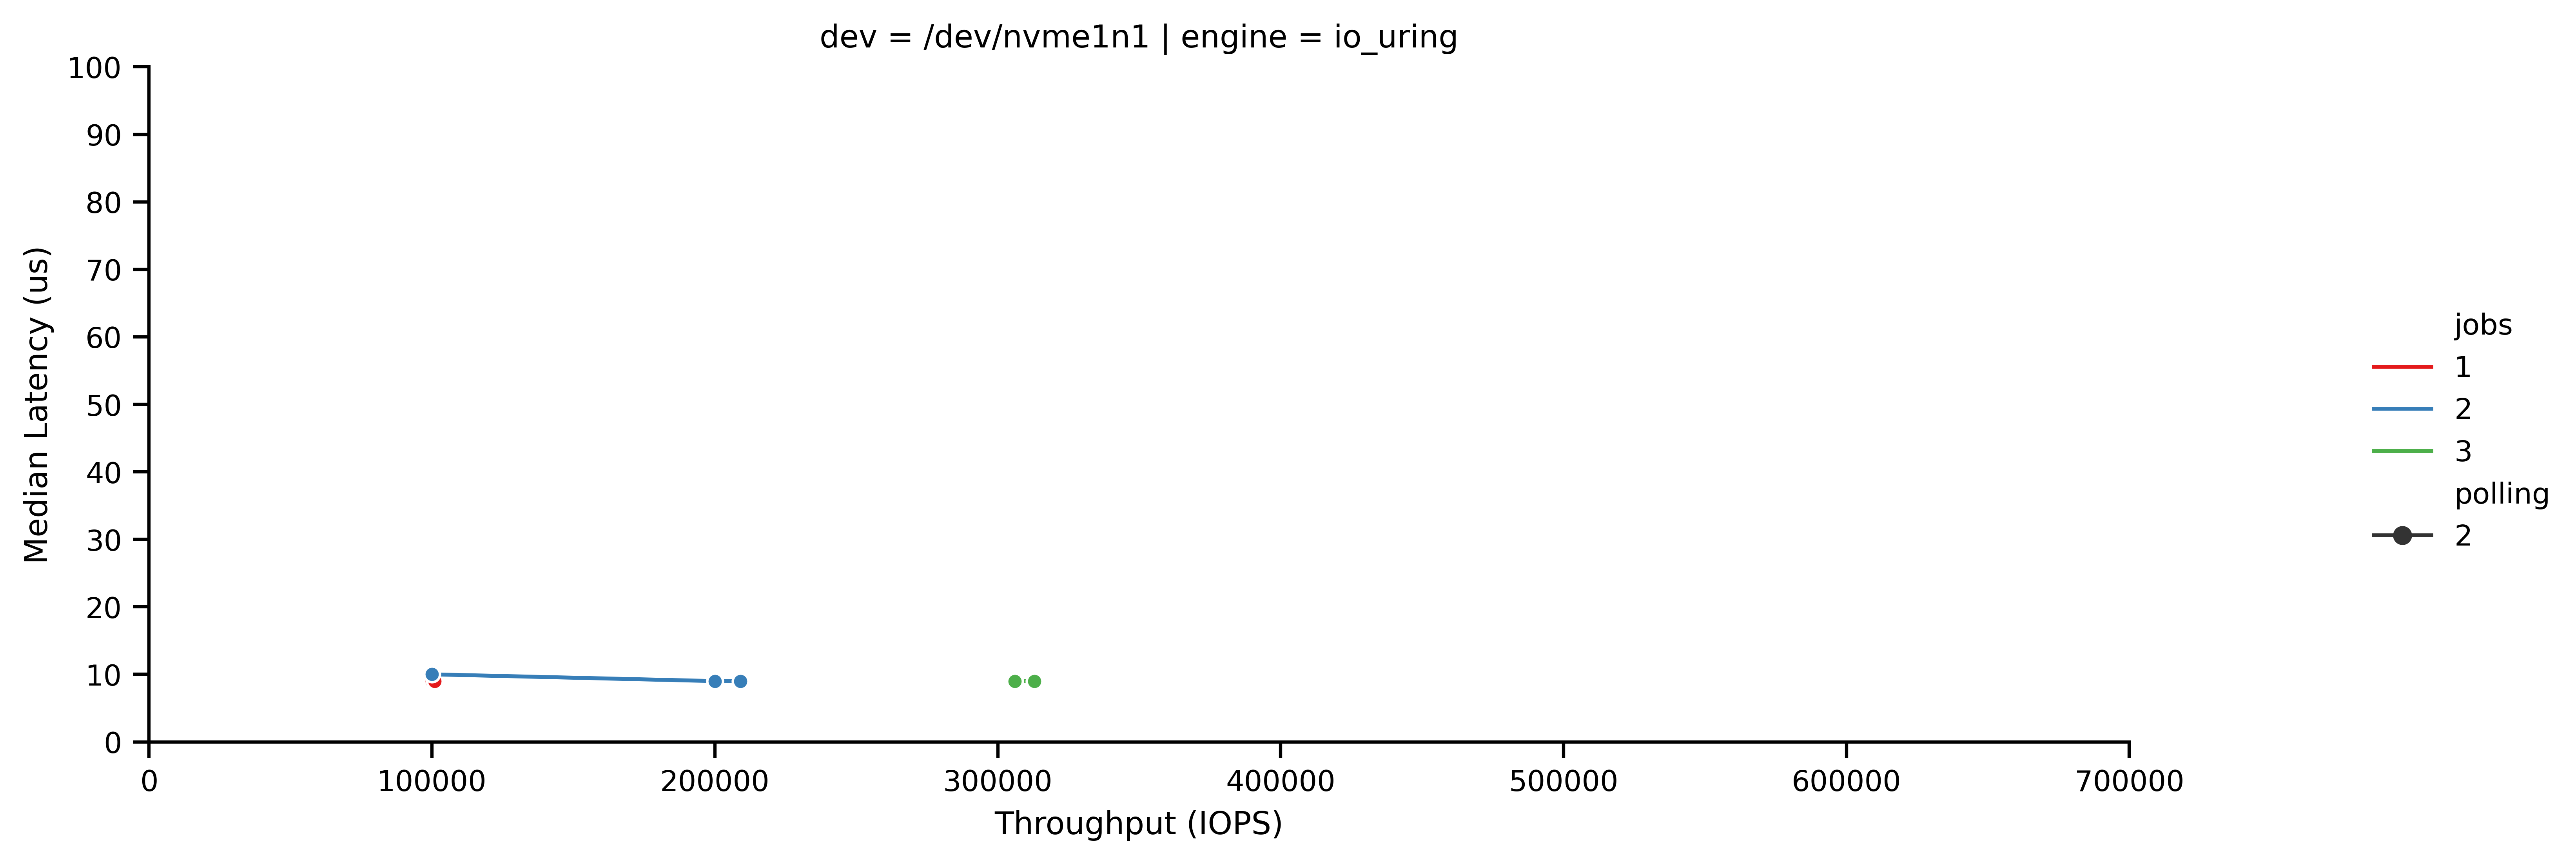 dev = /dev/nvme1n1 | engine = io_uring
Median Latency (us)
100
90
80
70
60
50
40
30
20
10
0
0 100000 200000 300000 400000 500000 600000 700000
Throughput (IOPS)
jobs
1
2
3
polling
2